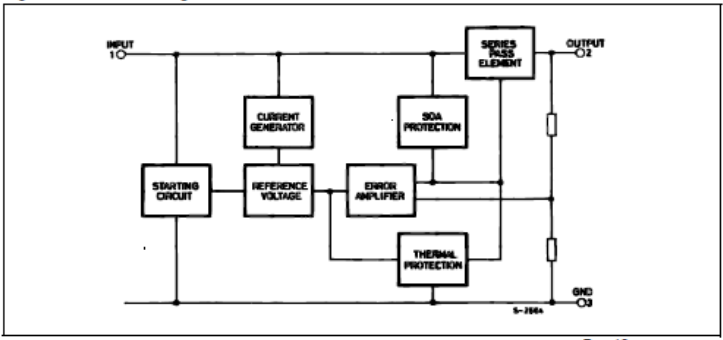 INPUT
1
SERIES
PASS
ELEMENT
OUTPUT
2
CURRENT
GENERATOR
SOA
PROTECTION
STARTING
CIRCUIT
REFERENCE
VOLTAGE
ERROR
AMPLIFIER
THERMAL
PROTECTION
GND
3